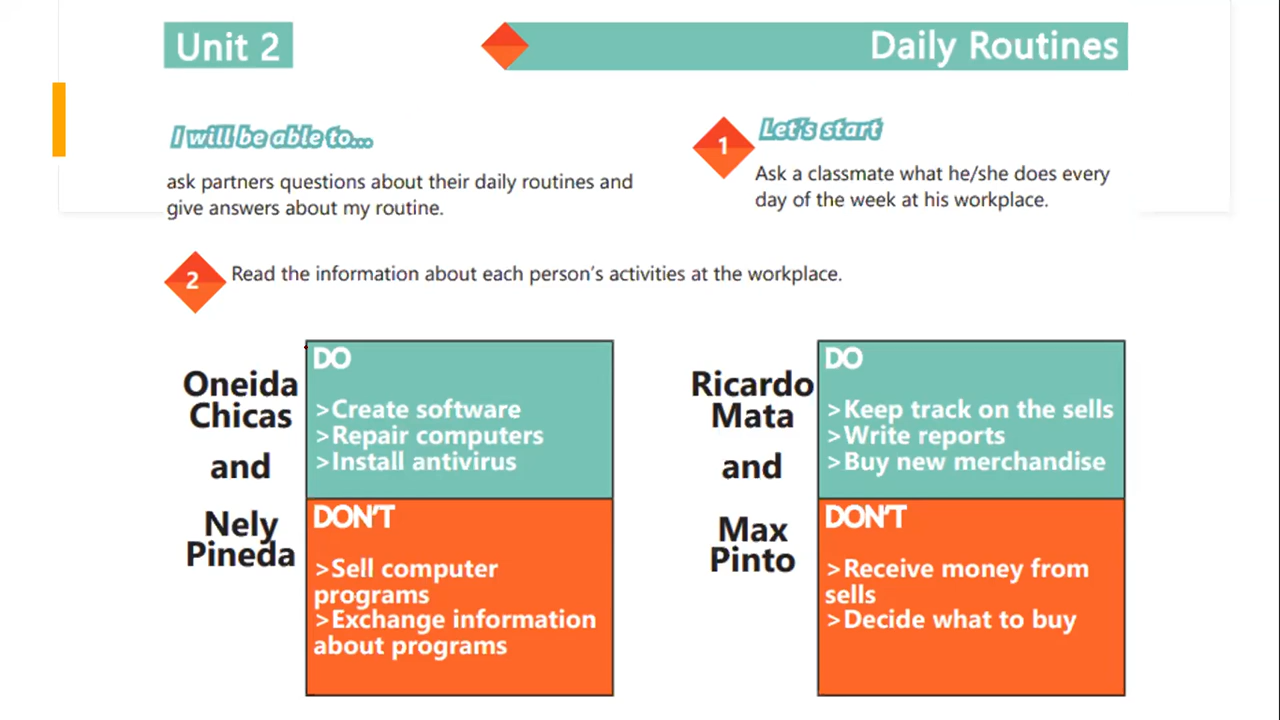 Unit 2
Daily Routines
I will be able to...
ask partners questions about their daily routines and
give answers about my routine.
1
Let's start
Ask a classmate what he/she does every
day of the week at his workplace.
2
Read the information about each person's activities at the workplace.
Oneida
Chicas
and
Nely
Pineda
DO
>Create software
>Repair computers
>Install antivirus
DON'T
>Sell computer
programs
>Exchange information
about programs
Ricardo
Mata
and
Max
Pinto
DO
>Keep track on the sells
>Write reports
>Buy new merchandise
DON'T
>Receive money from
sells
>Decide what to buy